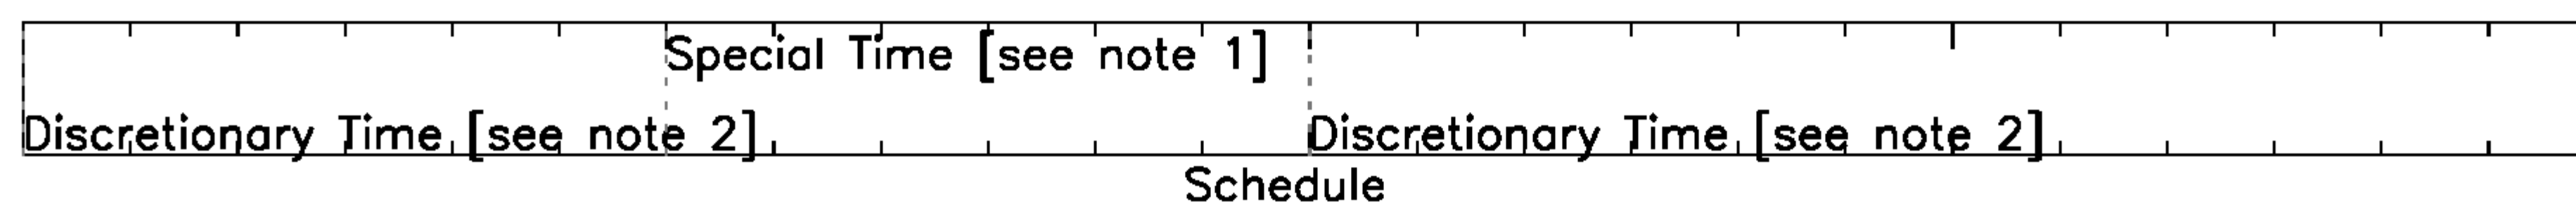 Special Time [see note 1]
Discretionary Time [see note 2] Discretionary Time [see note 2]
Schedule